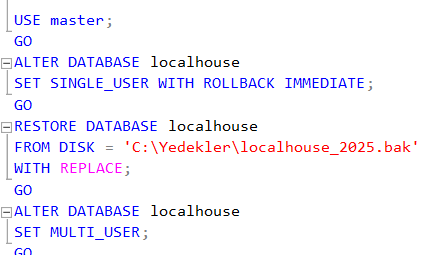 USE master;
GO
ALTER DATABASE localhouse
SET SINGLE_USER WITH ROLLBACK IMMEDIATE;
GO
RESTORE DATABASE localhouse
FROM DISK = 'C:\Yedekler\localhouse_2025.bak'
WITH REPLACE;
GO
ALTER DATABASE localhouse
SET MULTI_USER;
GO